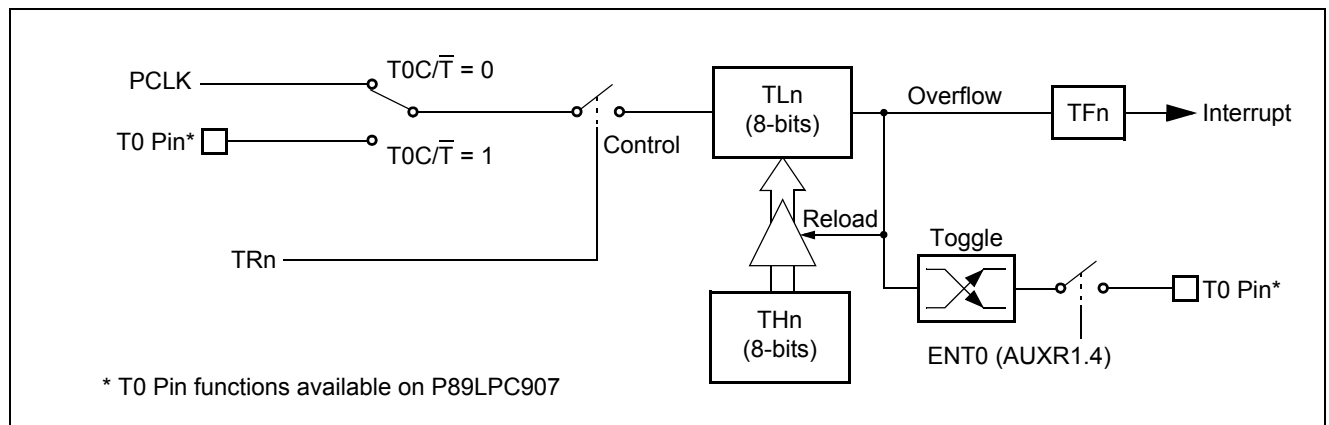 T0C/T̅ = 0
PCLK
TLn
(8-bits)
Overflow
TFn
Interrupt
T0 Pin*
T0C/T̅ = 1
Control
Reload
Toggle
TRn
T0 Pin*
THn
(8-bits)
ENT0 (AUXR1.4)
* T0 Pin functions available on P89LPC907